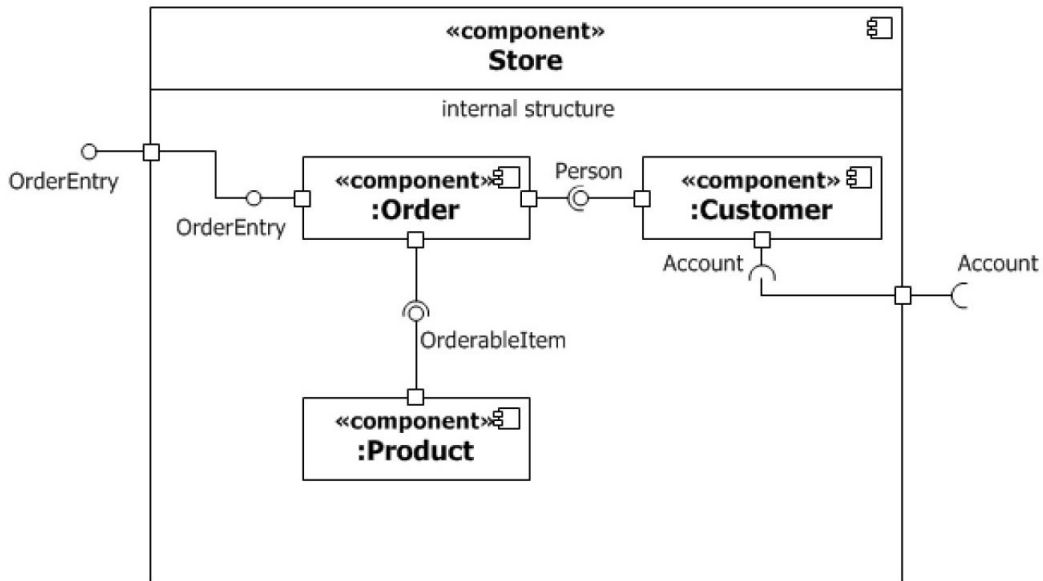 «component»
Store
internal structure
OrderEntry
OrderEntry
«component»
:Order
Person
«component»
:Customer
Account
Account
OrderableItem
«component»
:Product